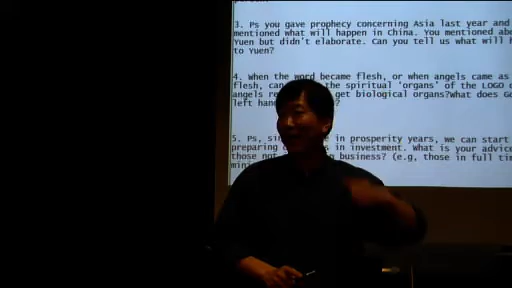 3. Ps you gave prophecy concerning Asia last year and
mentioned what will happen in China. You mentioned abo
Yuen but didn't elaborate. Can you tell us what will h
to Yuen?
4. When the word became flesh, or when angels came as
flesh, can the spiritual 'organs' of the LOGO
angels get biological organs?What does
left han ?
5. Ps, in prosperity years, we can start
preparing in investment. What is your advice
those not business? (e.g, those in full tim